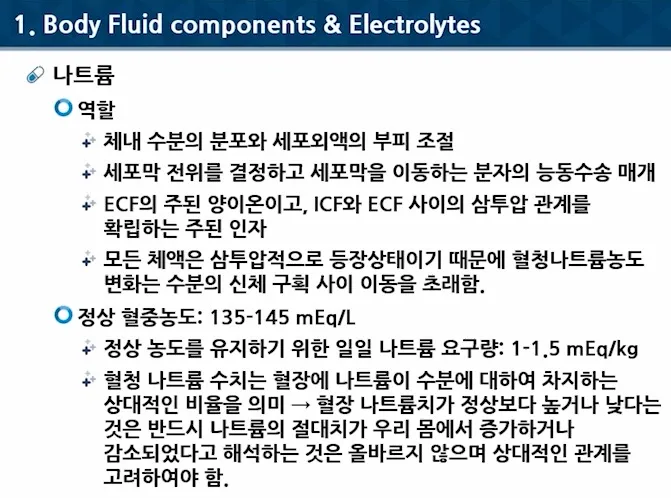 1. Body Fluid components & Electrolytes
나트륨
역할
체내 수분의 분포와 세포외액의 부피 조절
세포막 전위를 결정하고 세포막을 이동하는 분자의 능동수송 매개
ECF의 주된 양이온이고, ICF와 ECF 사이의 삼투압 관계를
확립하는 주된 인자
모든 체액은 삼투압적으로 등장상태이기 때문에 혈청나트륨농도
변화는 수분의 신체 구획 사이 이동을 초래함.
정상 혈중농도: 135-145 mEq/L
정상 농도를 유지하기 위한 일일 나트륨 요구량: 1-1.5 mEq/kg
혈청 나트륨 수치는 혈장에 나트륨이 수분에 대하여 차지하는
상대적인 비율을 의미 → 혈장 나트륨치가 정상보다 높거나 낮다는
것은 반드시 나트륨의 절대치가 우리 몸에서 증가하거나
감소되었다고 해석하는 것은 올바르지 않으며 상대적인 관계를
고려하여야 함.